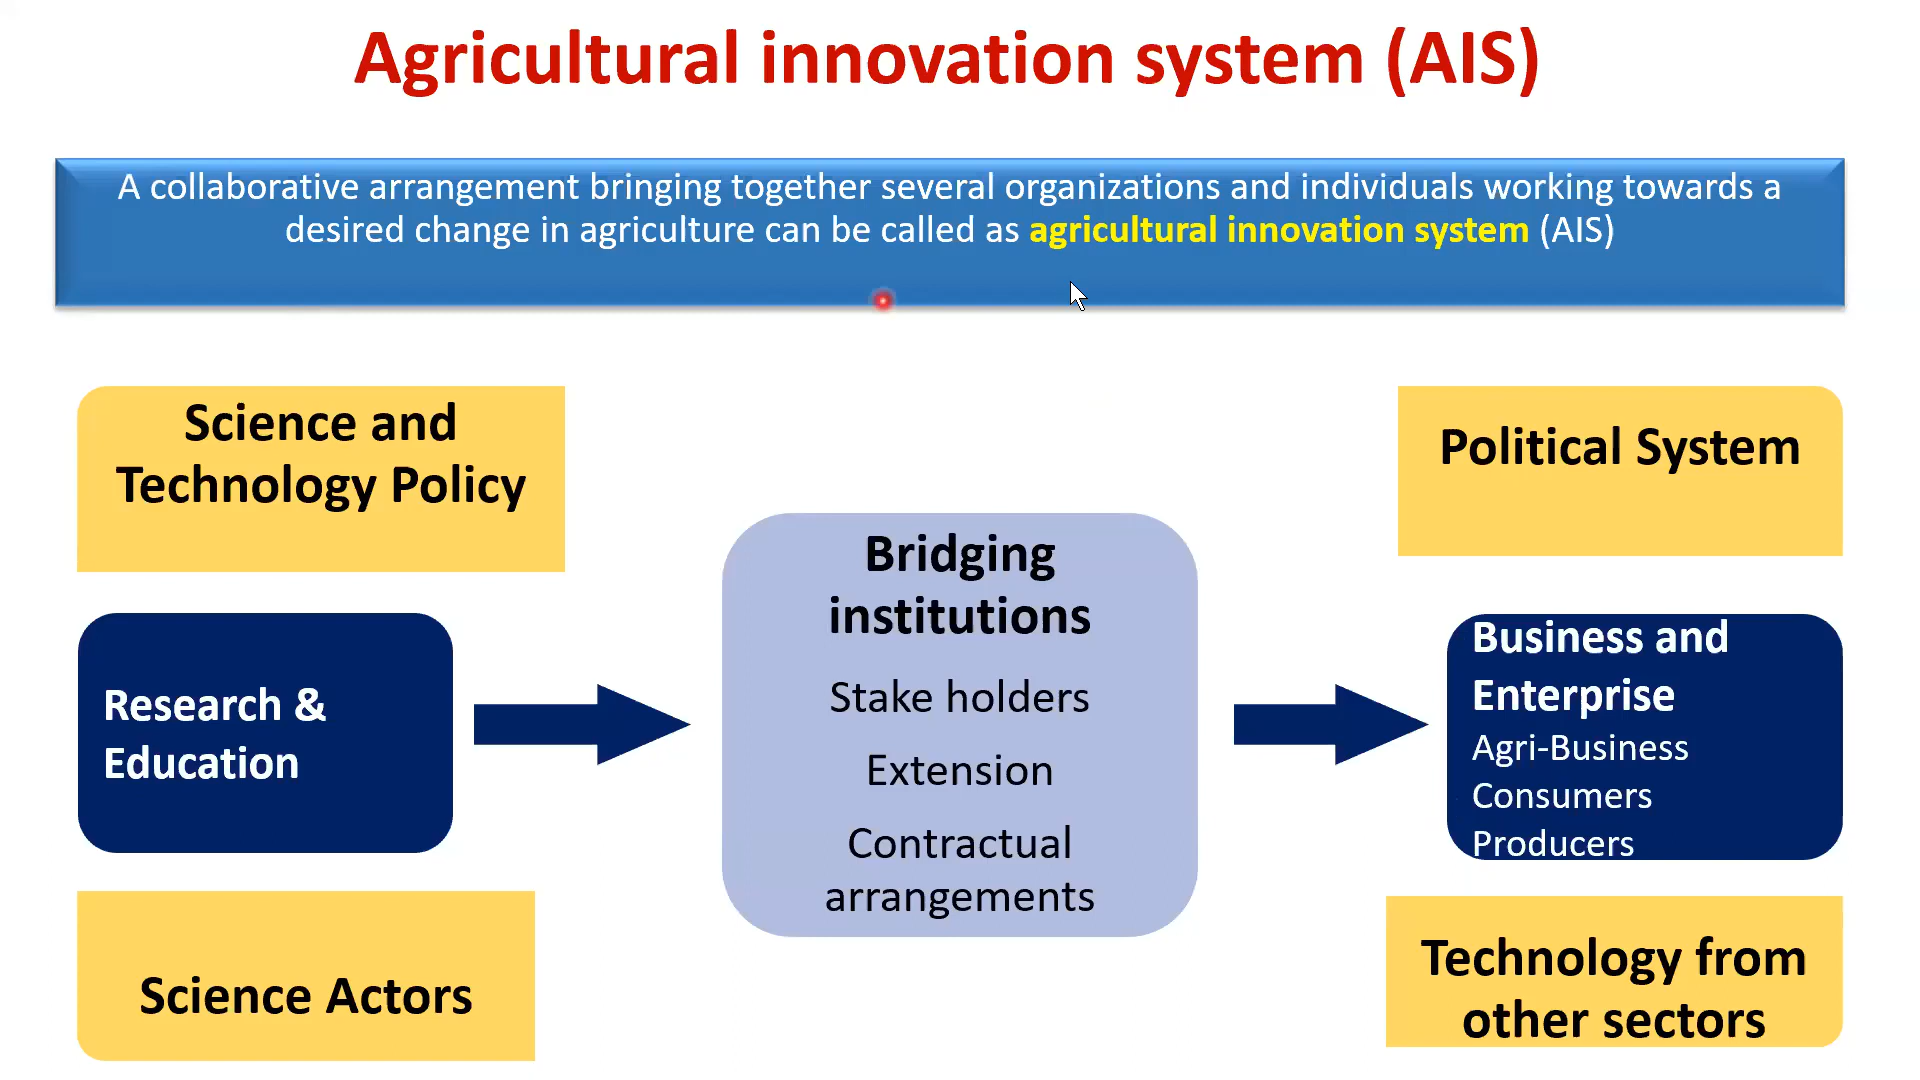 Agricultural innovation system (AIS)
A collaborative arrangement bringing together several organizations and individuals working towards a
desired change in agriculture can be called as agricultural innovation system (AIS)
Science and
Technology Policy
Political System
Research &
Education
Bridging
institutions
Stake holders
Extension
Contractual
arrangements
Business and
Enterprise
Agri-Business
Consumers
Producers
Science Actors
Technology from
other sectors